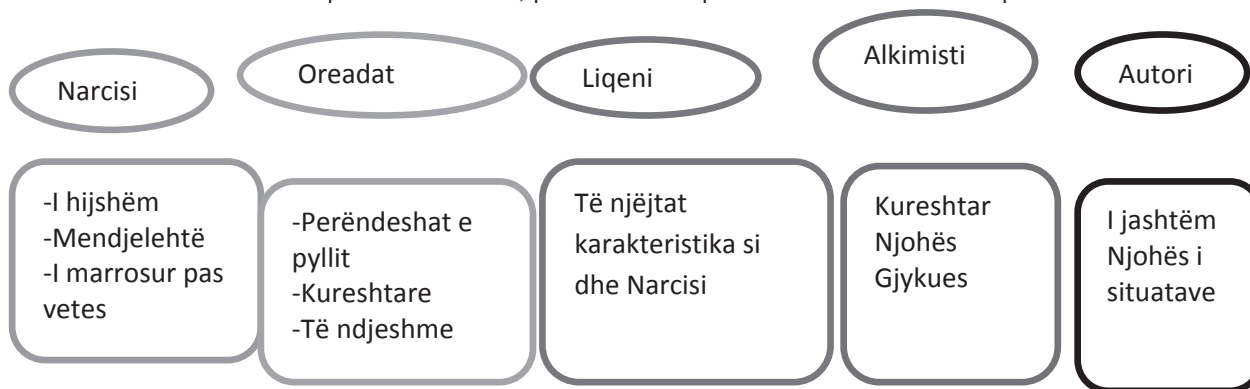 Narcisi
Oreadat
Liqeni
Alkimisti
Autori
-I hijshëm
-Mendjelehtë
-I marrosur pas
vetes
-Perëndeshat e
pyllit
-Kureshtare
-Të ndjeshme
Të njëjtat
karakteristika si
dhe Narcisi
Kureshtar
Njohës
Gjykues
I jashtëm
Njohës i
situatave